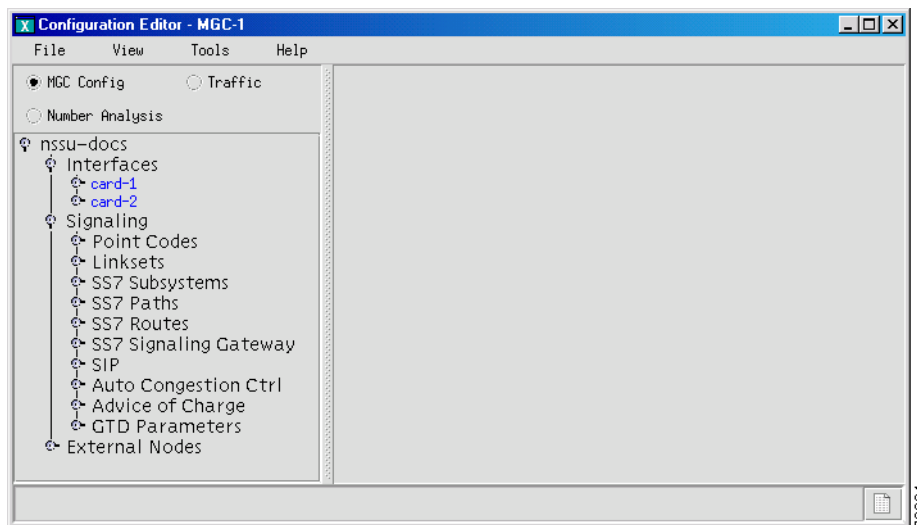 Configuration Editor - MGC-1
File View Tools Help
MGC Config Traffic
Number Analysis
nssu-docs
Interfaces
card-1
card-2
Signaling
Point Codes
Linksets
SS7 Subsystems
SS7 Paths
SS7 Routes
SS7 Signaling Gateway
SIP
Auto Congestion Ctrl
Advice of Charge
GTD Parameters
External Nodes